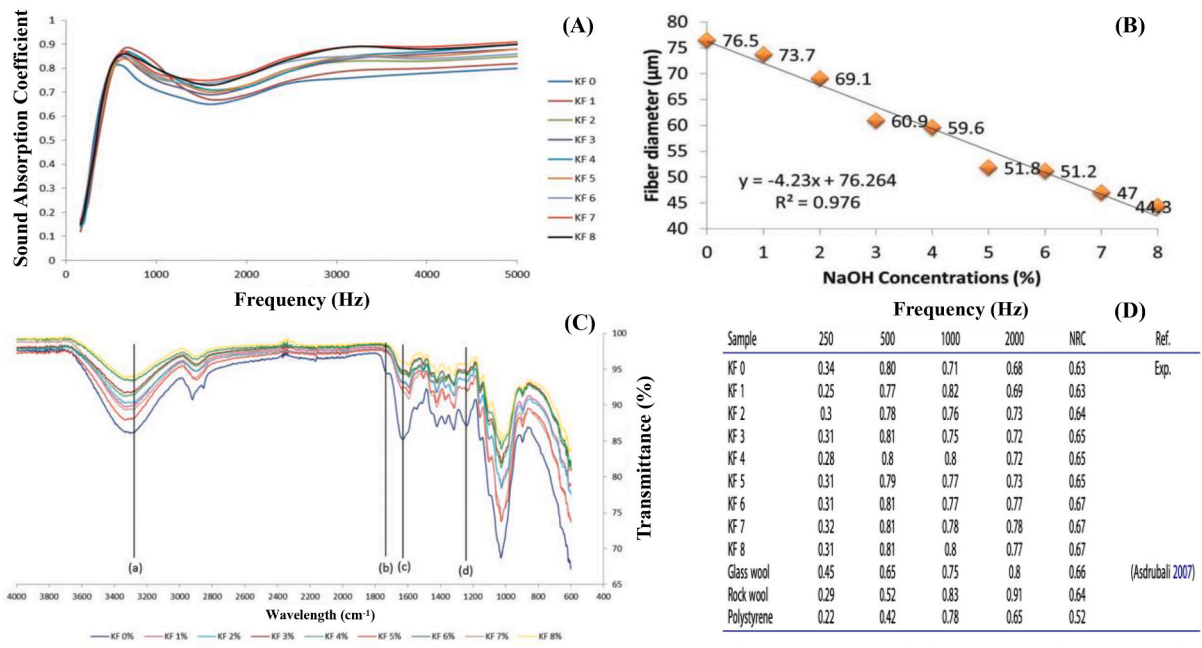 (A)
Sound Absorption Coefficient
1
0.9
0.8
0.7
0.6
0.5
0.4
0.3
0.2
0.1
0
0 1000 2000 3000 4000 5000
Frequency (Hz)
KF 0
KF 1
KF 2
KF 3
KF 4
KF 5
KF 6
KF 7
KF 8
(B)
Fiber diameter (μm)
80
75
70
65
60
55
50
45
40
76.5
73.7
69.1
60.9
59.6
51.8
51.2
47
44.3
y = -4.23x + 76.264
R² = 0.976
0 1 2 3 4 5 6 7 8
NaOH Concentrations (%)
(C)
100
95
90
85
80
75
70
65
Transmittance (%)
(a) (b) (c) (d)
4000 3800 3600 3400 3200 3000 2800 2600 2400 2200 2000 1800 1600 1400 1200 1000 800 600 400
Wavelength (cm-1)
KF 0% KF 1% KF 2% KF 3% KF 4% KF 5% KF 6% KF 7% KF 8%
Frequency (Hz) (D)
Sample 250 500 1000 2000 NRC Ref.
KF 0 0.34 0.80 0.71 0.68 0.63 Exp.
KF 1 0.25 0.77 0.82 0.69 0.63
KF 2 0.3 0.78 0.76 0.73 0.64
KF 3 0.31 0.81 0.75 0.72 0.65
KF 4 0.28 0.8 0.8 0.72 0.65
KF 5 0.31 0.79 0.77 0.73 0.65
KF 6 0.31 0.81 0.77 0.77 0.67
KF 7 0.32 0.81 0.78 0.78 0.67
KF 8 0.31 0.81 0.8 0.77 0.67
Glass wool 0.45 0.65 0.75 0.8 0.66 (Asdrubali 2007)
Rock wool 0.29 0.52 0.83 0.91 0.64
Polystyrene 0.22 0.42 0.78 0.65 0.52